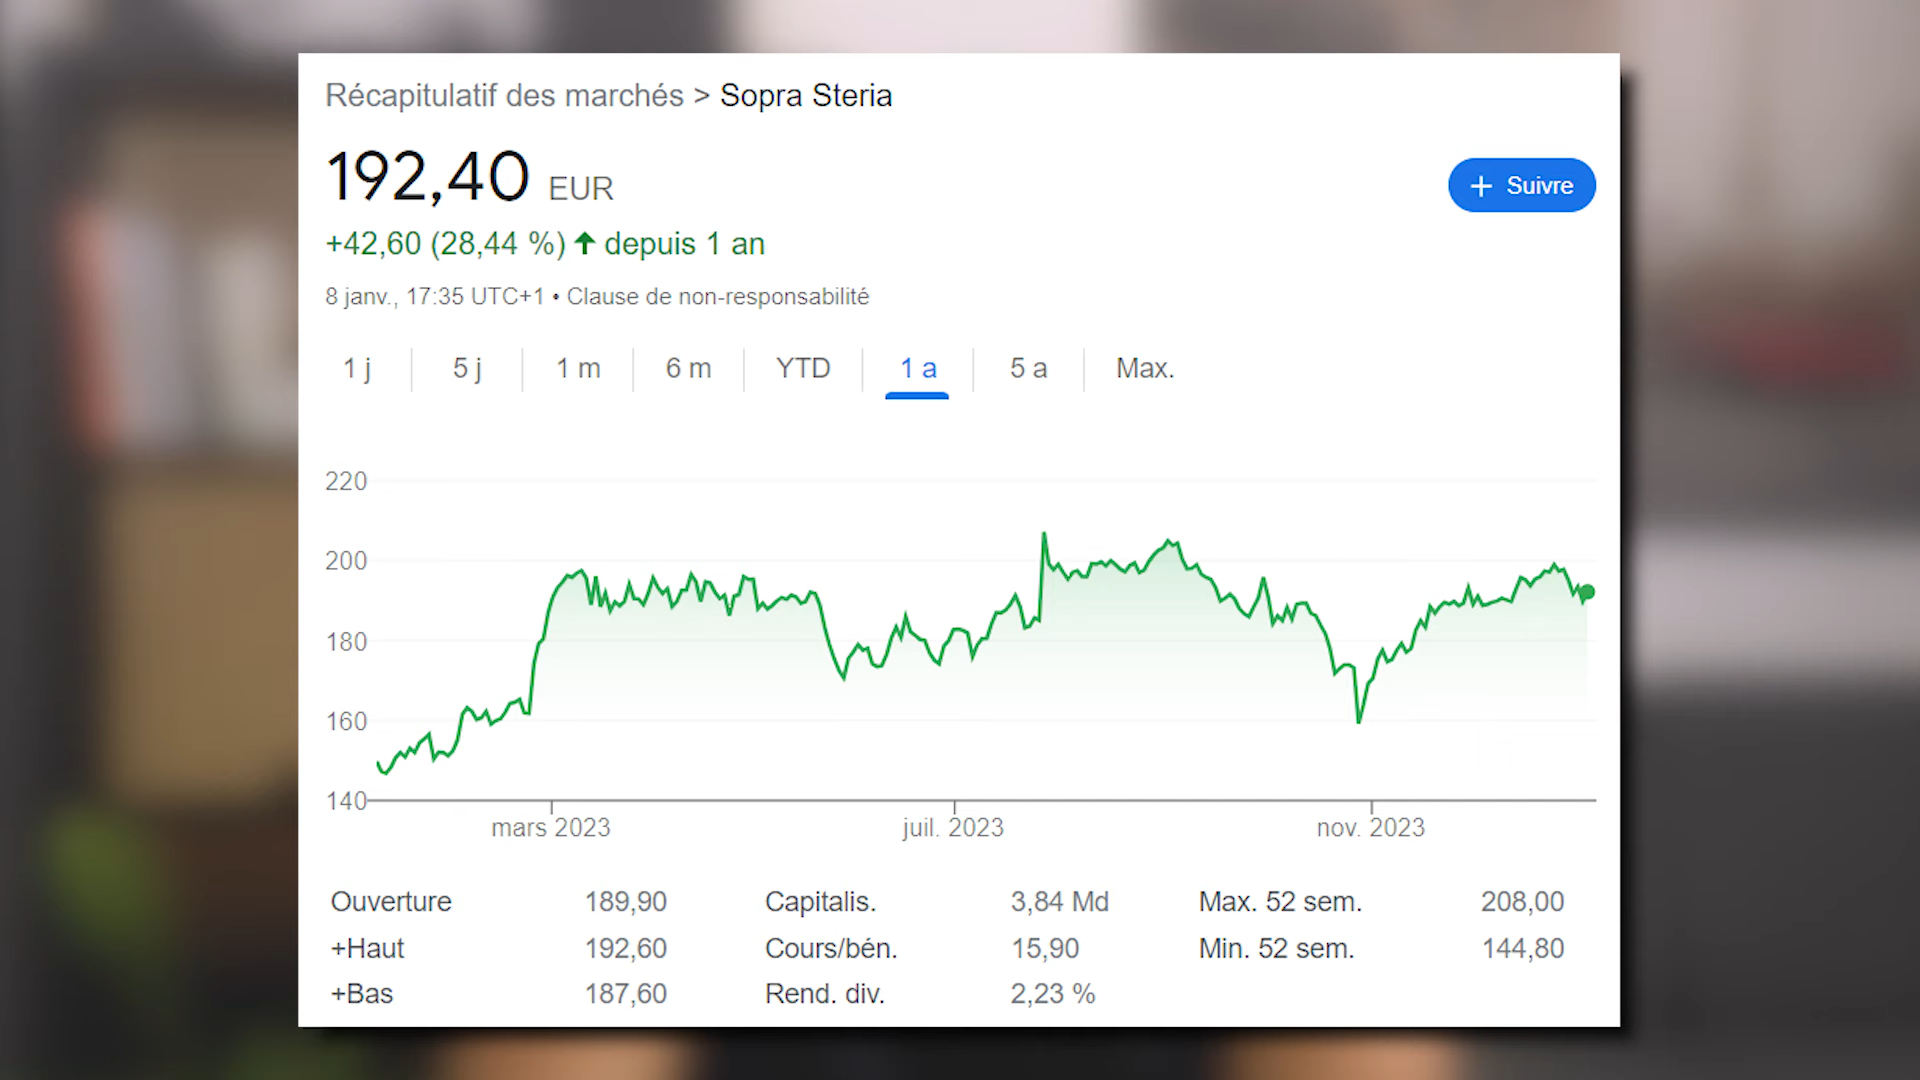 Récapitulatif des marchés > Sopra Steria
192,40 EUR
+ Suivre
+42,60 (28,44 %) ↑ depuis 1 an
8 janv., 17:35 UTC+1 • Clause de non-responsabilité
1 j 5 j 1 m 6 m YTD 1 a 5 a Max.
220
200
180
160
140
mars 2023 juil. 2023 nov. 2023
Ouverture 189,90 Capitalis. 3,84 Md Max. 52 sem. 208,00
+Haut 192,60 Cours/bén. 15,90 Min. 52 sem. 144,80
+Bas 187,60 Rend. div. 2,23 %